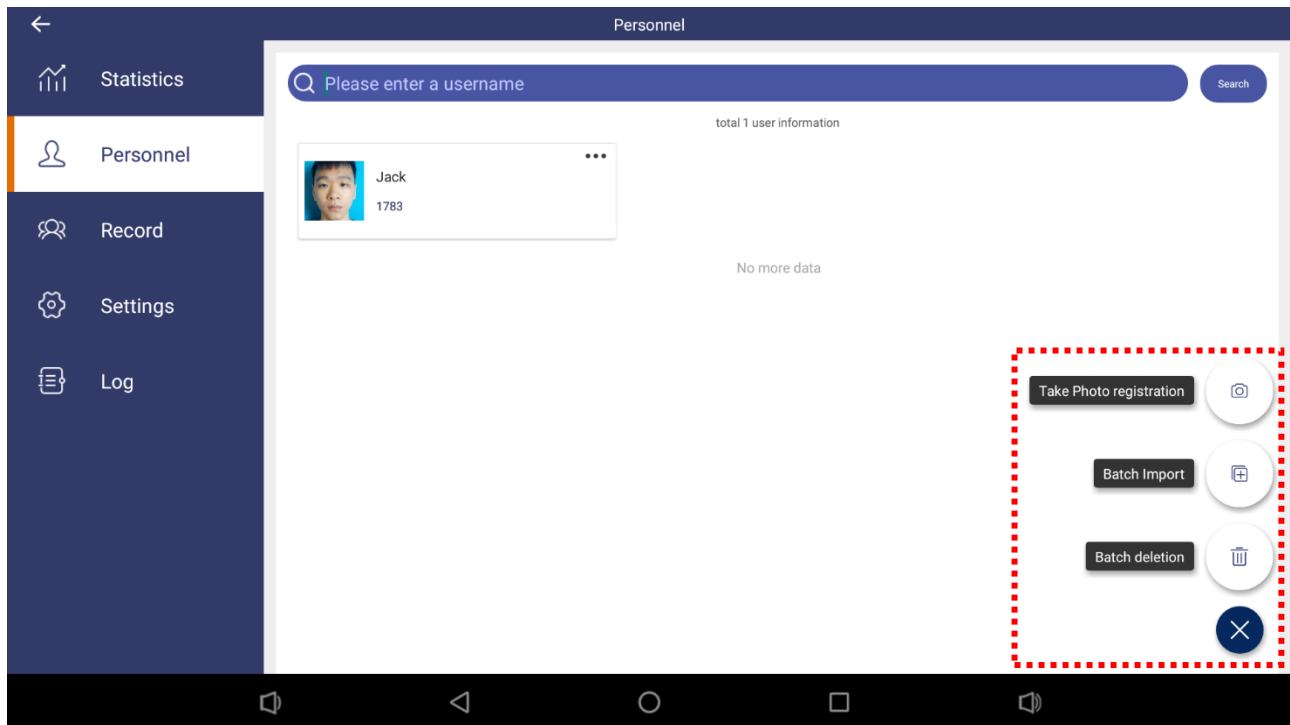 Personnel
Statistics
Personnel
Record
Settings
Log
Please enter a username
Search
total 1 user information
Jack
1783
No more data
Take Photo registration
Batch Import
Batch deletion